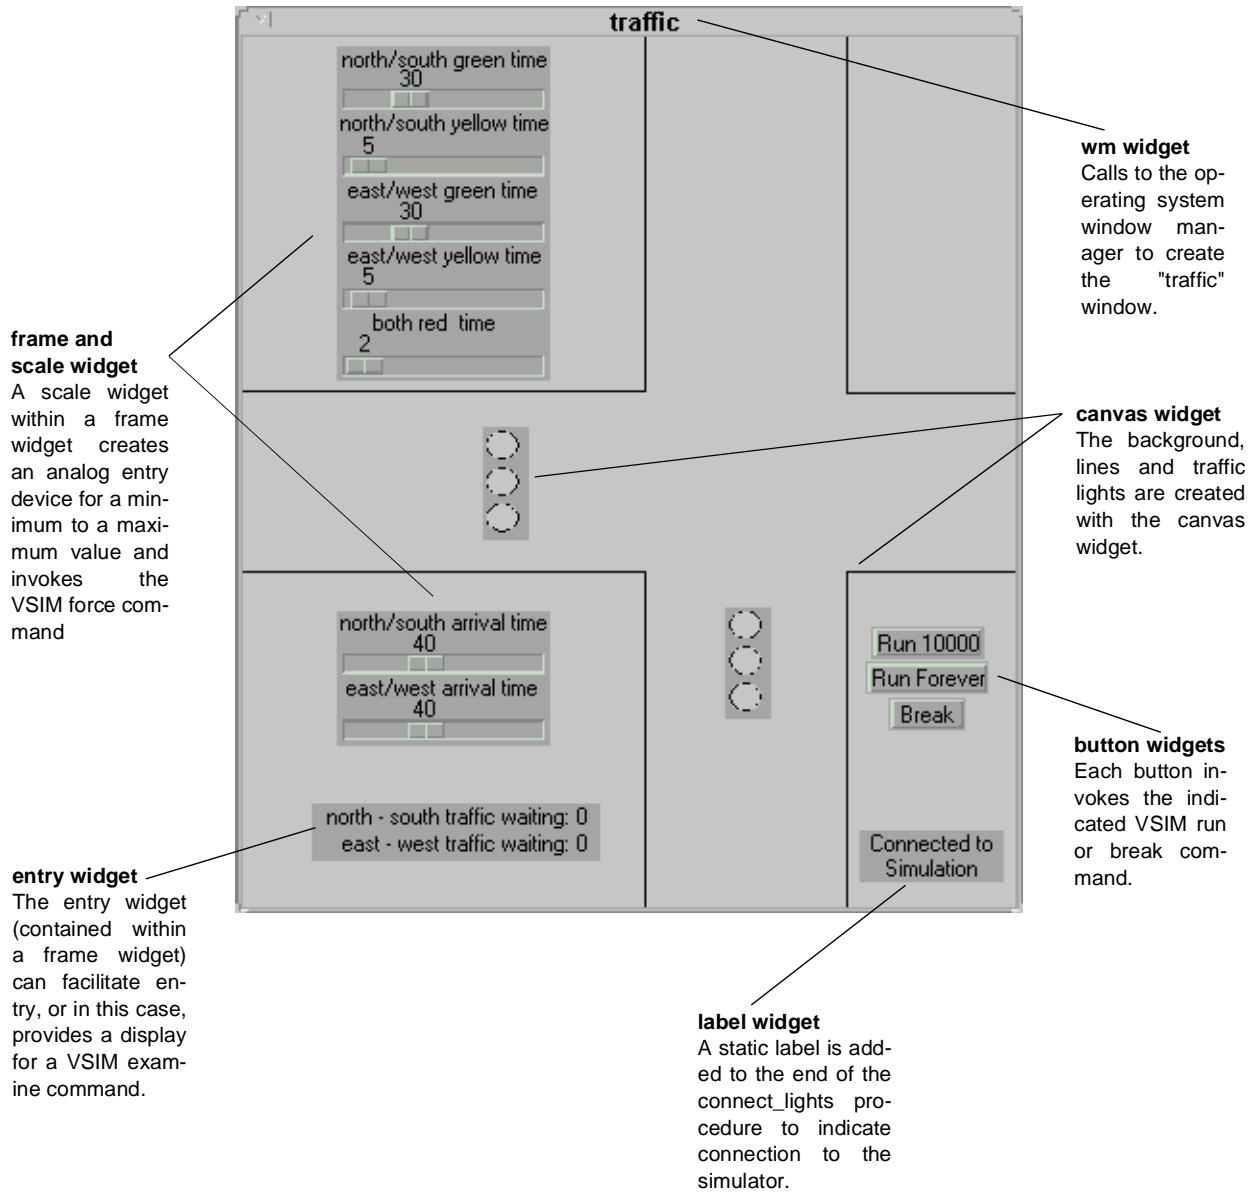 traffic
north/south green time
30
north/south yellow time
5
east/west green time
30
east/west yellow time
5
both red  time
2
wm widget
Calls to the op-
erating system
window man-
ager to create
the "traffic"
window.
frame and
scale widget
A scale widget
within a frame
widget creates
an analog entry
device for a min-
imum to a maxi-
mum value and
invokes the
VSIM force com-
mand
canvas widget
The background,
lines and traffic
lights are created
with the canvas
widget.
north/south arrival time
40
east/west arrival time
40
Run 10000
Run Forever
Break
button widgets
Each button in-
vokes the indi-
cated VSIM run
or break com-
mand.
north - south traffic waiting: 0
east - west traffic waiting: 0
Connected to
Simulation
entry widget
The entry widget
(contained within
a frame widget)
can facilitate en-
try, or in this case,
provides a display
for a VSIM exam-
ine command.
label widget
A static label is add-
ed to the end of the
connect_lights pro-
cedure to indicate
connection to the
simulator.